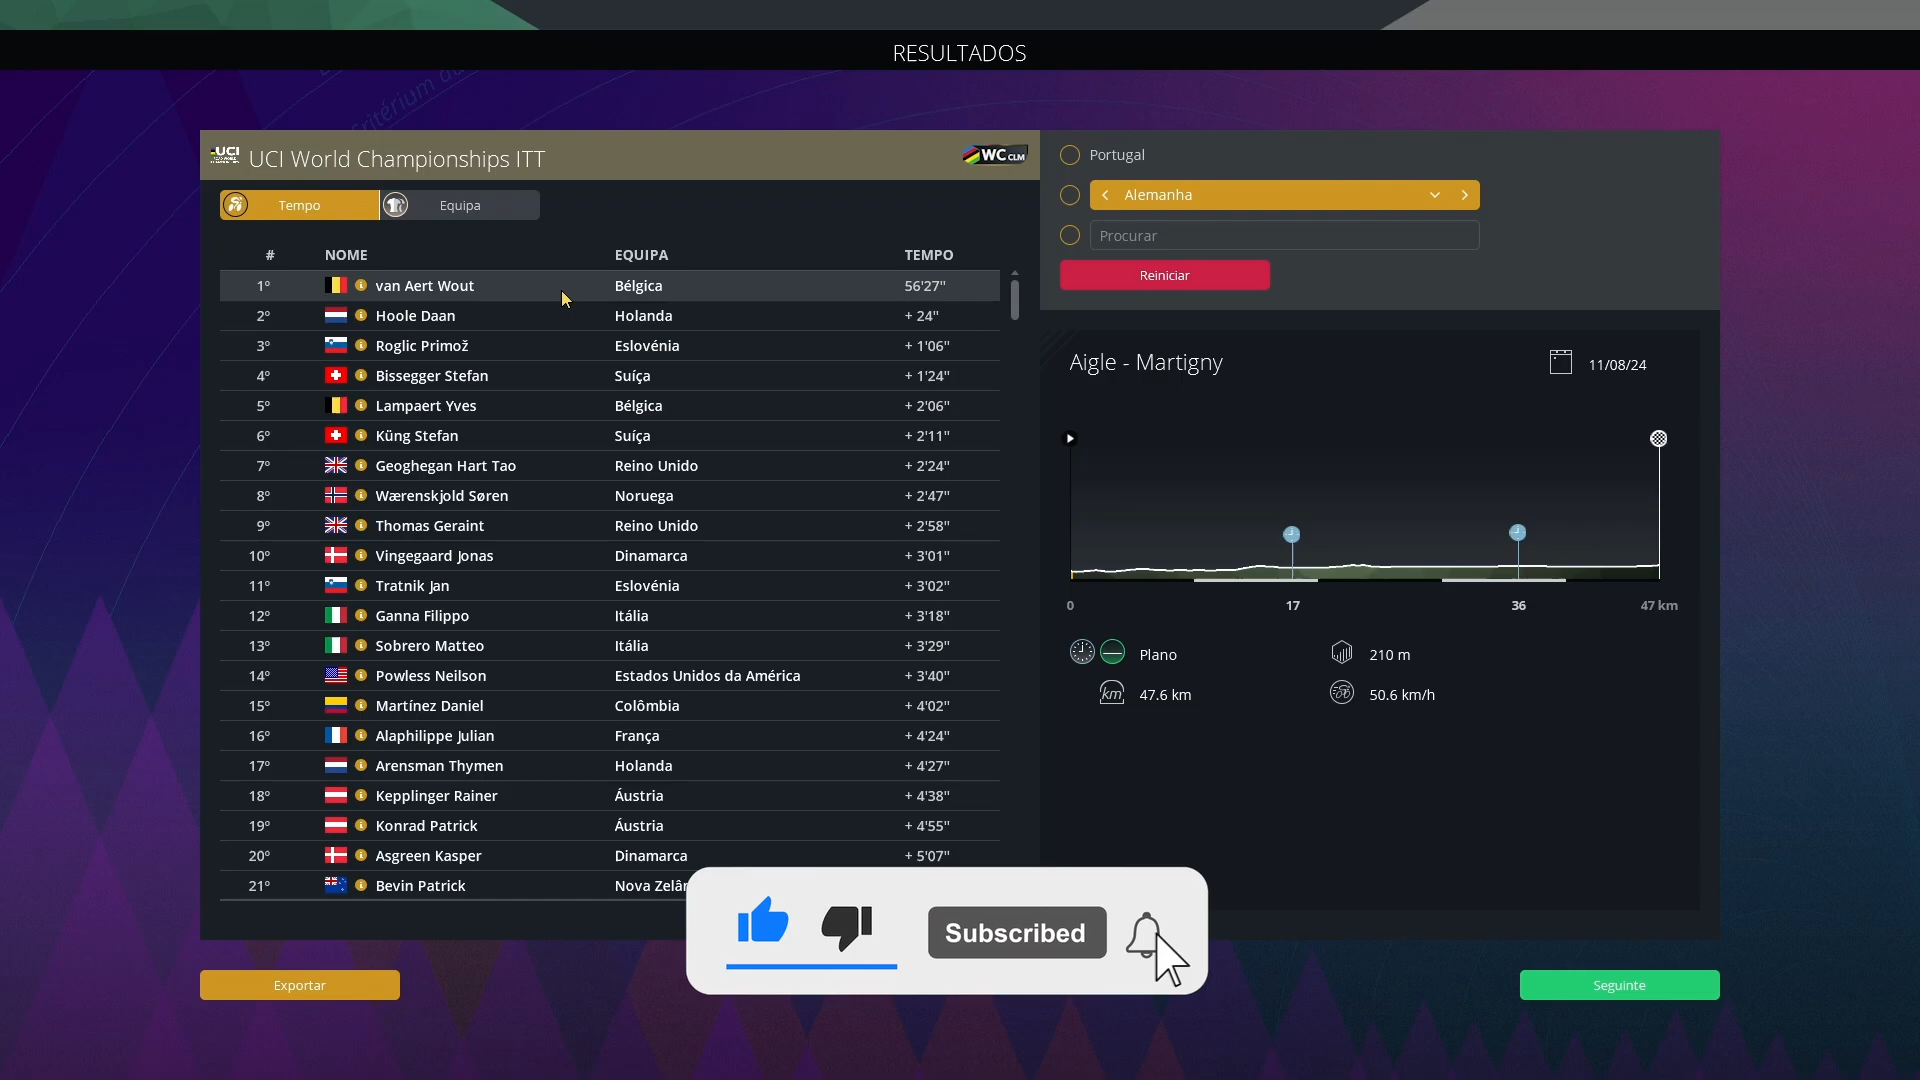 RESULTADOS
UCI World Championships ITT
UCI
WC CLM
Tempo
Equipa
# NOME EQUIPA TEMPO
1º van Aert Wout Bélgica 56'27''
2º Hoole Daan Holanda + 24''
3º Roglic Primož Eslovénia + 1'06''
4º Bissegger Stefan Suíça + 1'24''
5º Lampaert Yves Bélgica + 2'06''
6º Küng Stefan Suíça + 2'11''
7º Geoghegan Hart Tao Reino Unido + 2'24''
8º Wærenskjold Søren Noruega + 2'47''
9º Thomas Geraint Reino Unido + 2'58''
10º Vingegaard Jonas Dinamarca + 3'01''
11º Tratnik Jan Eslovénia + 3'02''
12º Ganna Filippo Itália + 3'18''
13º Sobrero Matteo Itália + 3'29''
14º Powless Neilson Estados Unidos da América + 3'40''
15º Martínez Daniel Colômbia + 4'02''
16º Alaphilippe Julian França + 4'24''
17º Arensman Thymen Holanda + 4'27''
18º Kepplinger Rainer Áustria + 4'38''
19º Konrad Patrick Áustria + 4'55''
20º Asgreen Kasper Dinamarca + 5'07''
21º Bevin Patrick Nova Zelân
Portugal
Alemanha
Procurar
Reiniciar
Aigle - Martigny 11/08/24
0 17 36 47 km
Plano 210 m
km 47.6 km 50.6 km/h
Subscribed
Exportar
Seguinte